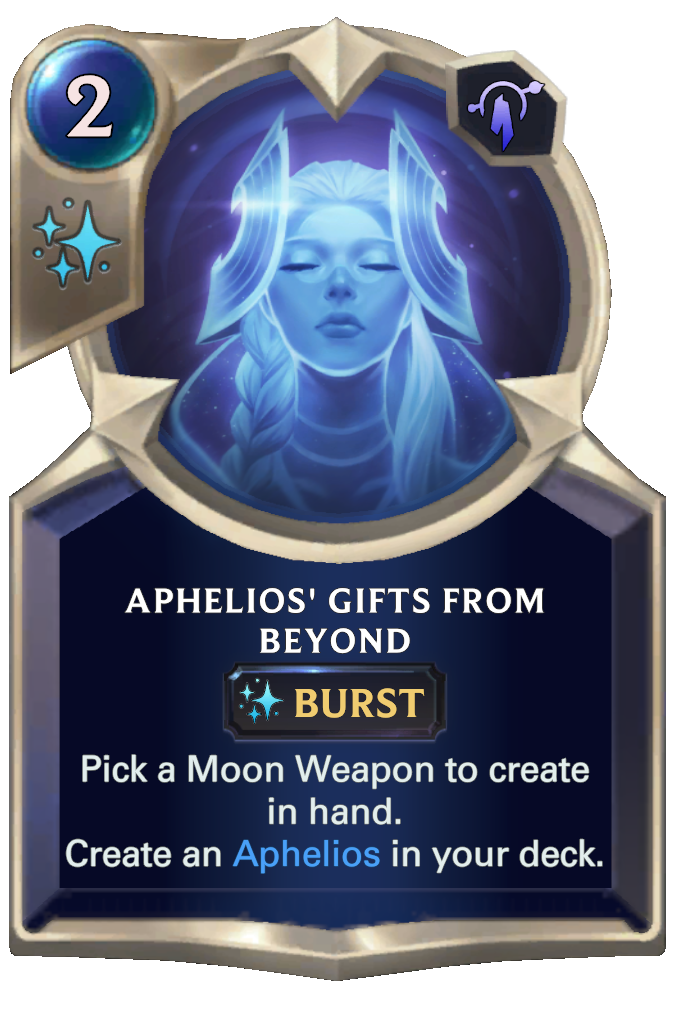 2
APHELIOS' GIFTS FROM
BEYOND
BURST
Pick a Moon Weapon to create
in hand.
Create an Aphelios in your deck.